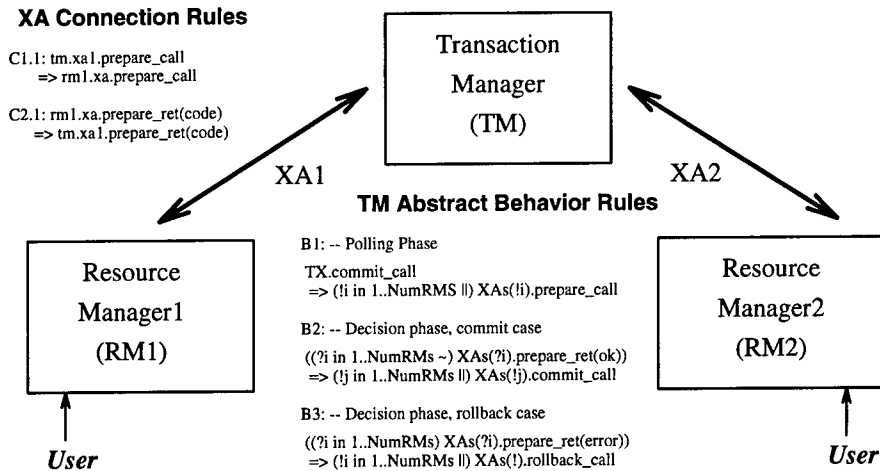 XA Connection Rules
C1.1: tm.xa1.prepare_call
=> rm1.xa.prepare_call
C2.1: rm1.xa.prepare_ret(code)
=> tm.xa1.prepare_ret(code)
Transaction
Manager
(TM)
XA1
XA2
TM Abstract Behavior Rules
Resource
Manager1
(RM1)
User
B1: -- Polling Phase
TX.commit_call
=> (!i in 1..NumRMS ||) XAs(!i).prepare_call
B2: -- Decision phase, commit case
((?i in 1..NumRMs ~) XAs(?i).prepare_ret(ok))
=> (!j in 1..NumRMs ||) XAs(!j).commit_call
B3: -- Decision phase, rollback case
((?i in 1..NumRMs) XAs(?i).prepare_ret(error))
=> (!i in 1..NumRMs ||) XAs(!).rollback_call
Resource
Manager2
(RM2)
User